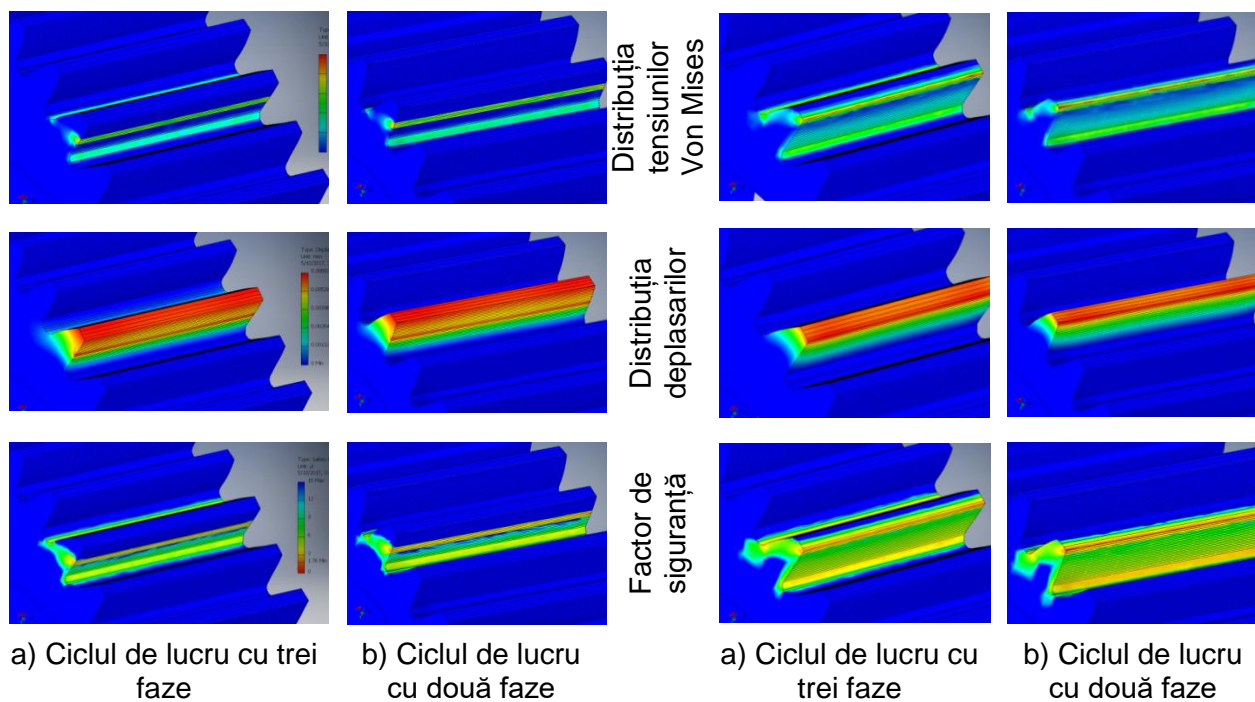 Distribuția
tensiunilor
Von Mises
Distribuția
deplasarilor
Factor de
siguranță
a) Ciclul de lucru cu trei
faze
b) Ciclul de lucru
cu două faze
a) Ciclul de lucru cu
trei faze
b) Ciclul de lucru
cu două faze